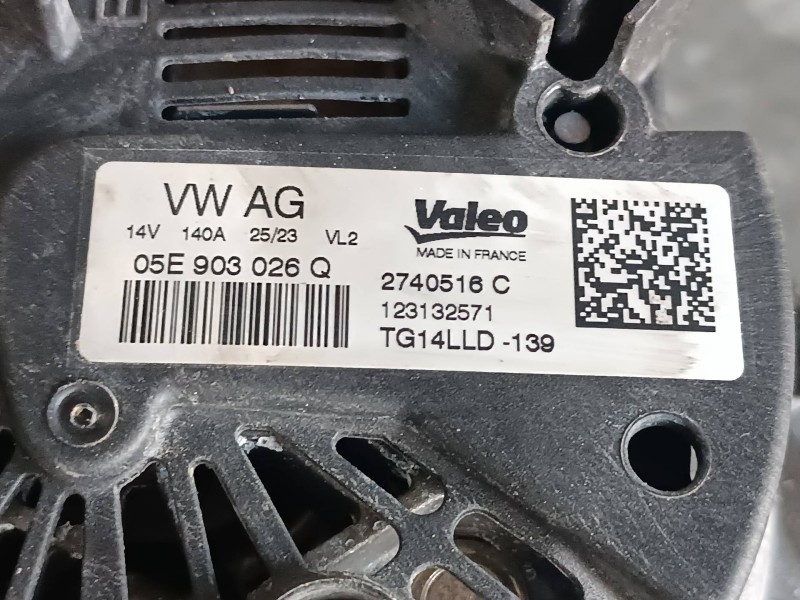 VW AG
14V 140A 25/23 VL2
05E 903 026 Q
Valeo
MADE IN FRANCE
2740516 C
123132571
TG14LLD -139